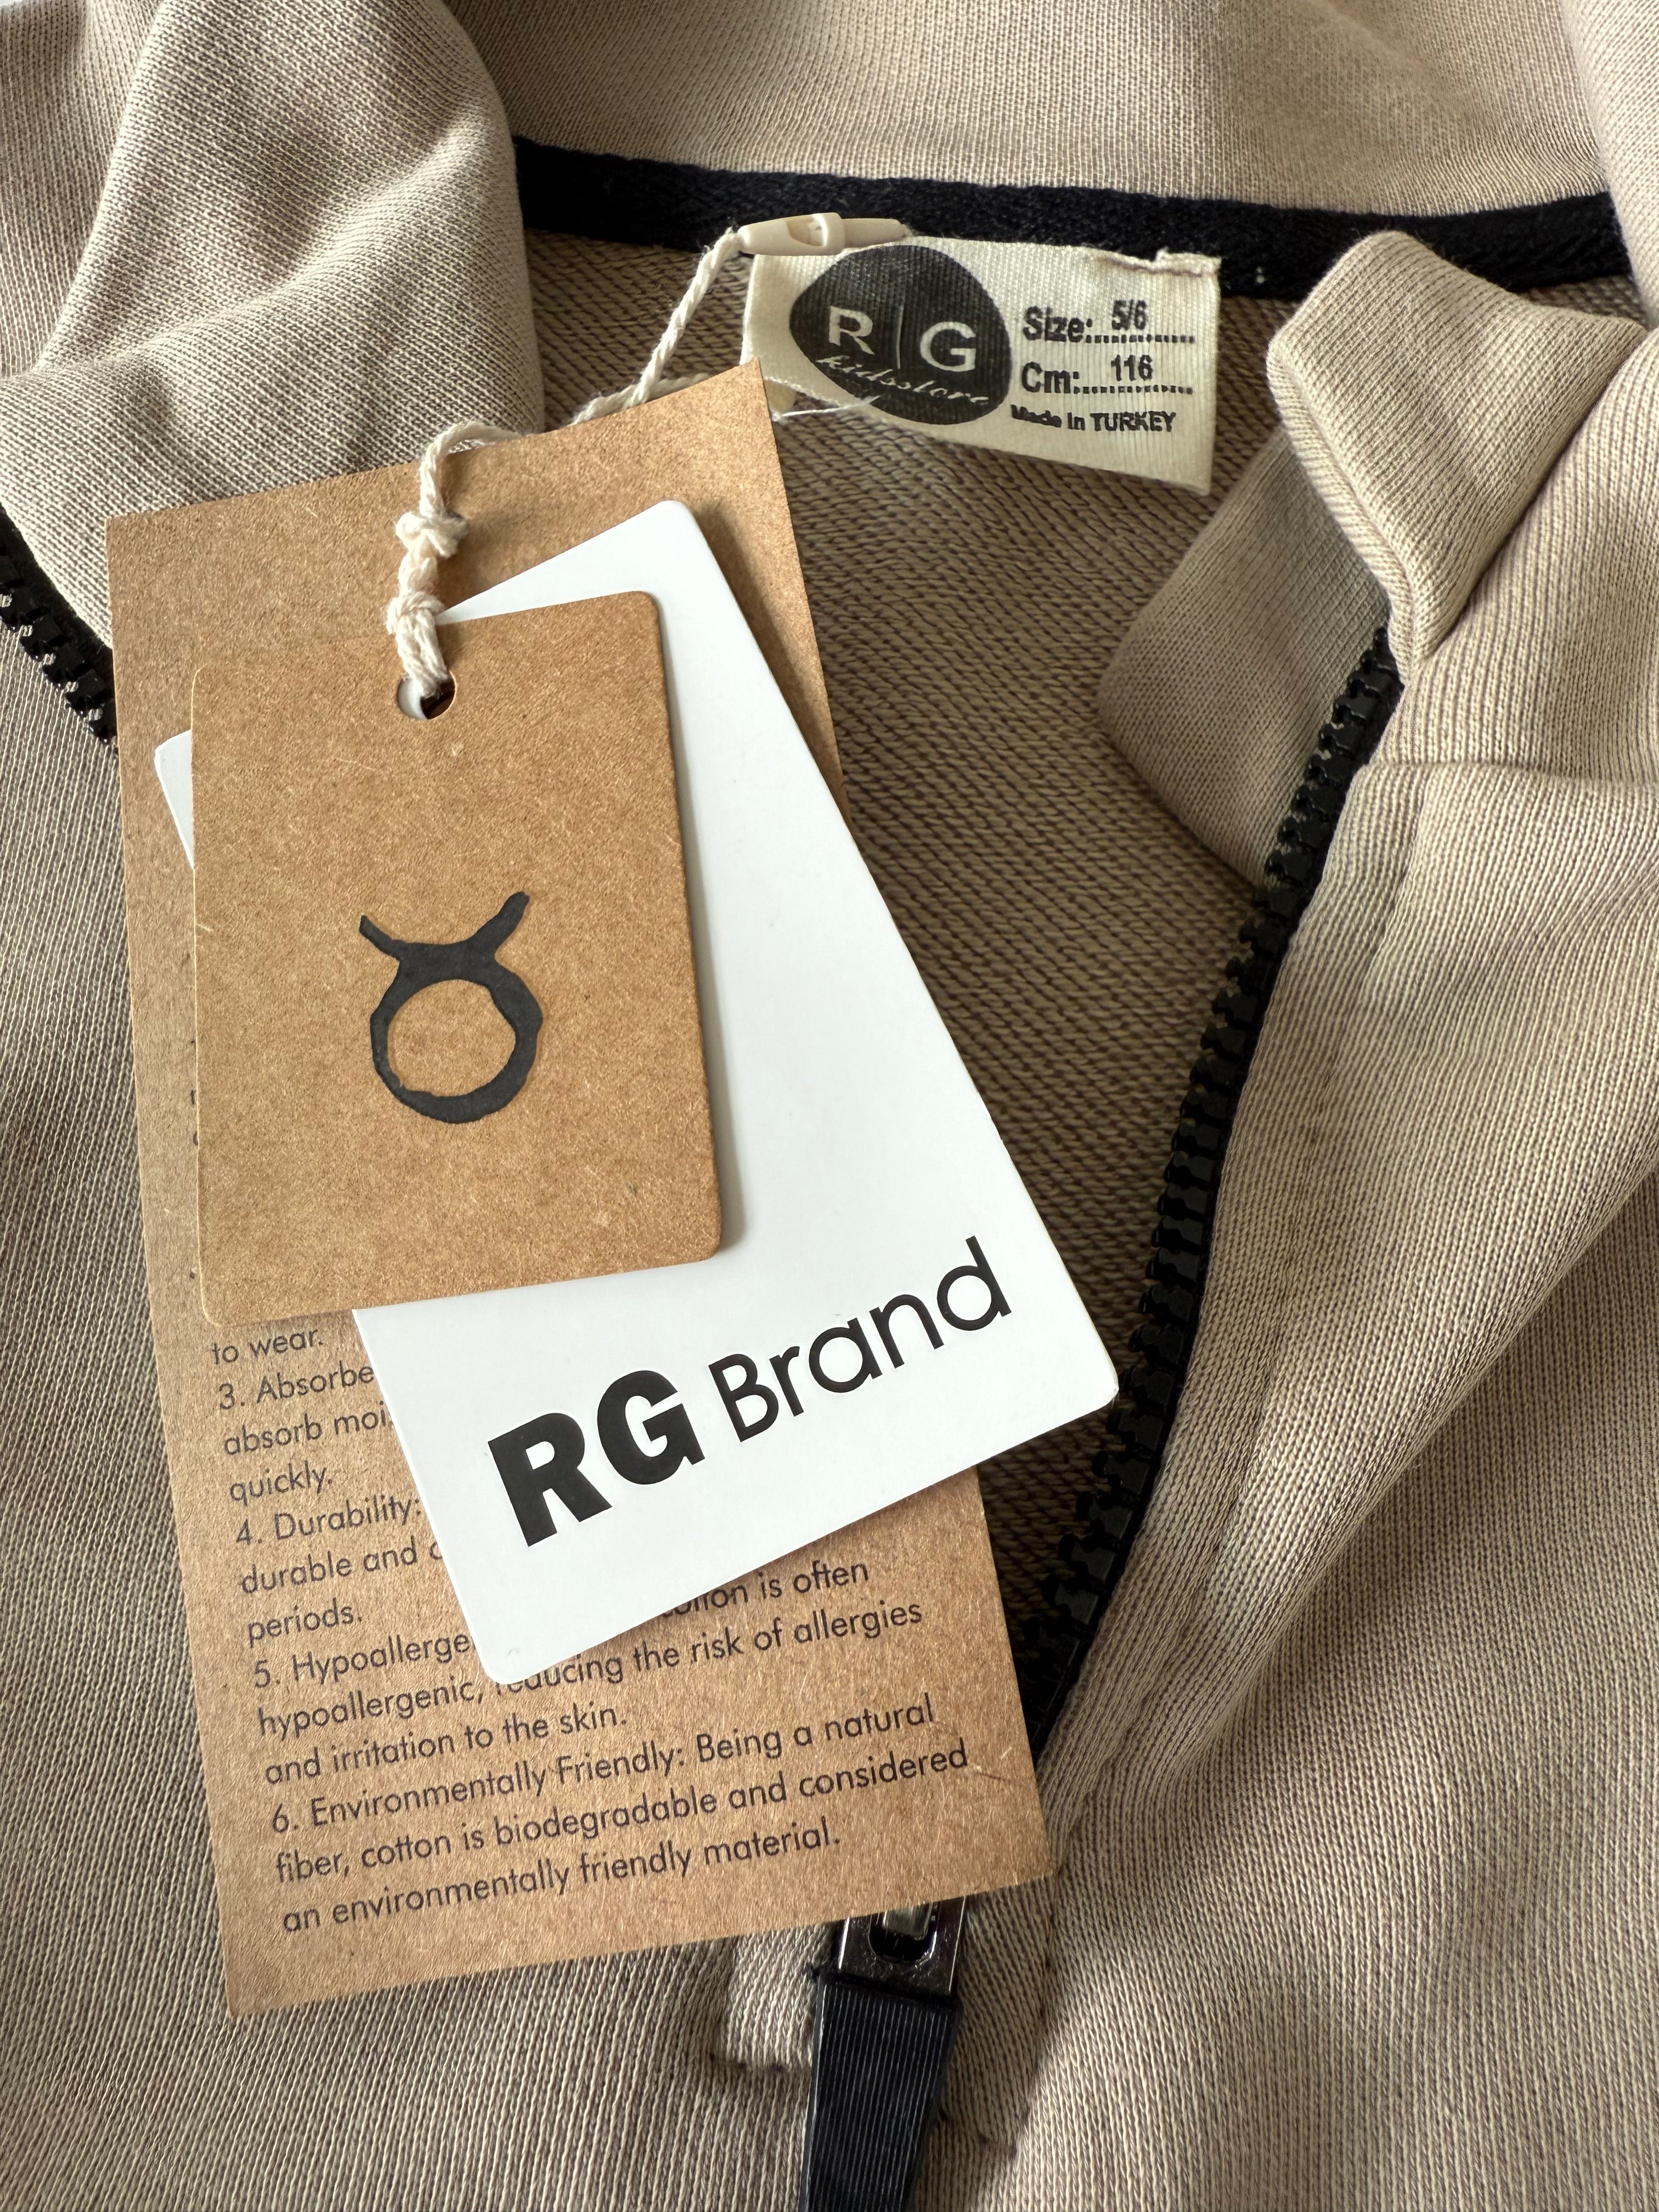 R G
kidsstore
Size: 5/6
Cm: 116
Made in TURKEY
RG Brand
to wear.
3. Absorbe
absorb moi
quickly.
4. Durability:
durable and
periods.
5. Hypoallerge cotton is often
hypoallergenic, reducing the risk of allergies
and irritation to the skin.
6. Environmentally Friendly: Being a natural
fiber, cotton is biodegradable and considered
an environmentally friendly material.